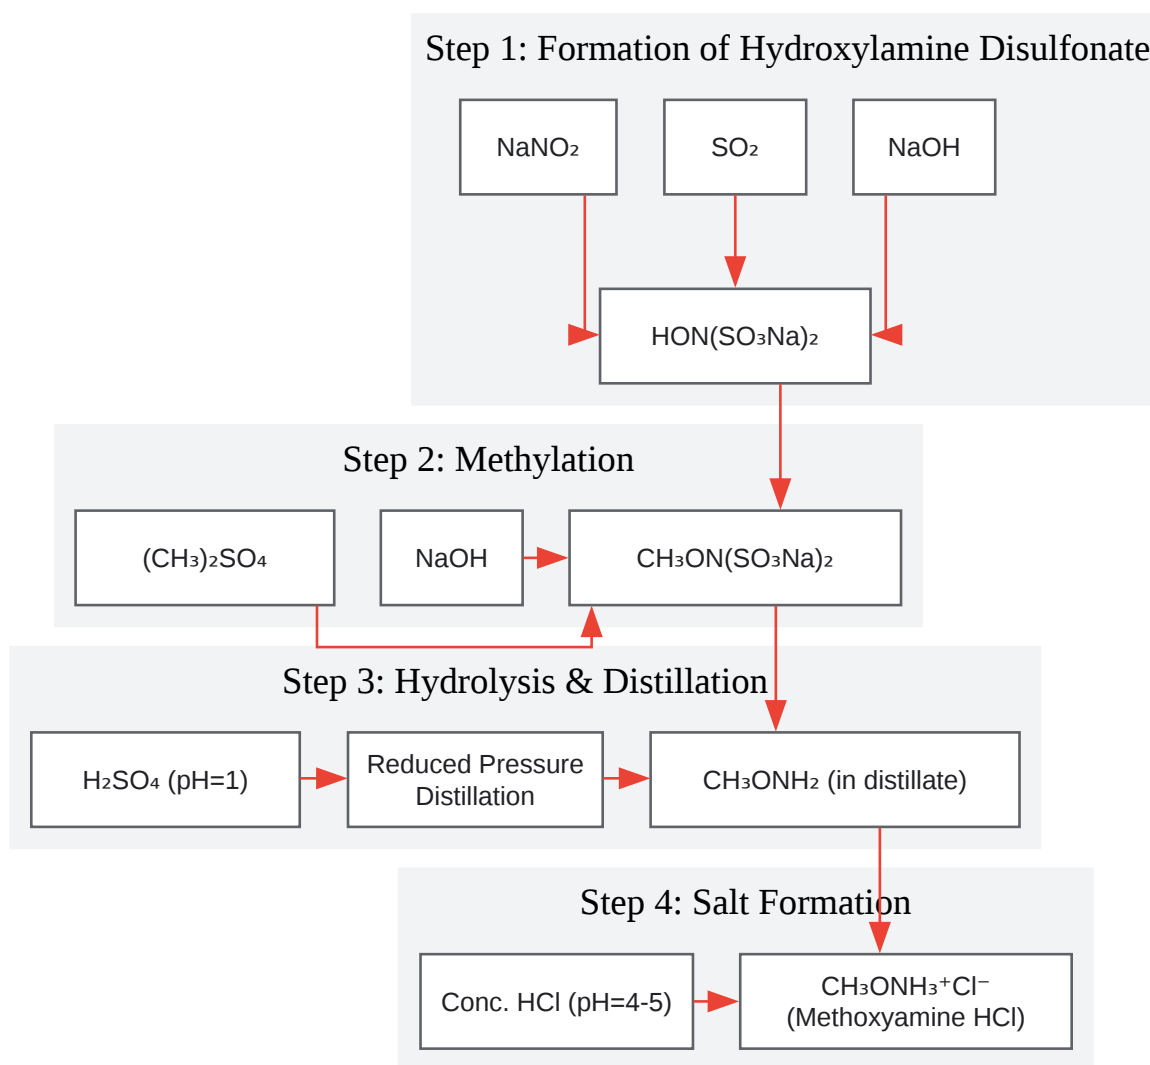 Step 1: Formation of Hydroxylamine Disulfonate
NaNO₂
SO₂
NaOH
HON(SO₃Na)₂
Step 2: Methylation
(CH₃)₂SO₄
NaOH
CH₃ON(SO₃Na)₂
Step 3: Hydrolysis & Distillation
H₂SO₄ (pH=1)
Reduced Pressure
Distillation
CH₃ONH₂ (in distillate)
Step 4: Salt Formation
Conc. HCl (pH=4-5)
CH₃ONH₃⁺Cl⁻
(Methoxyamine HCl)